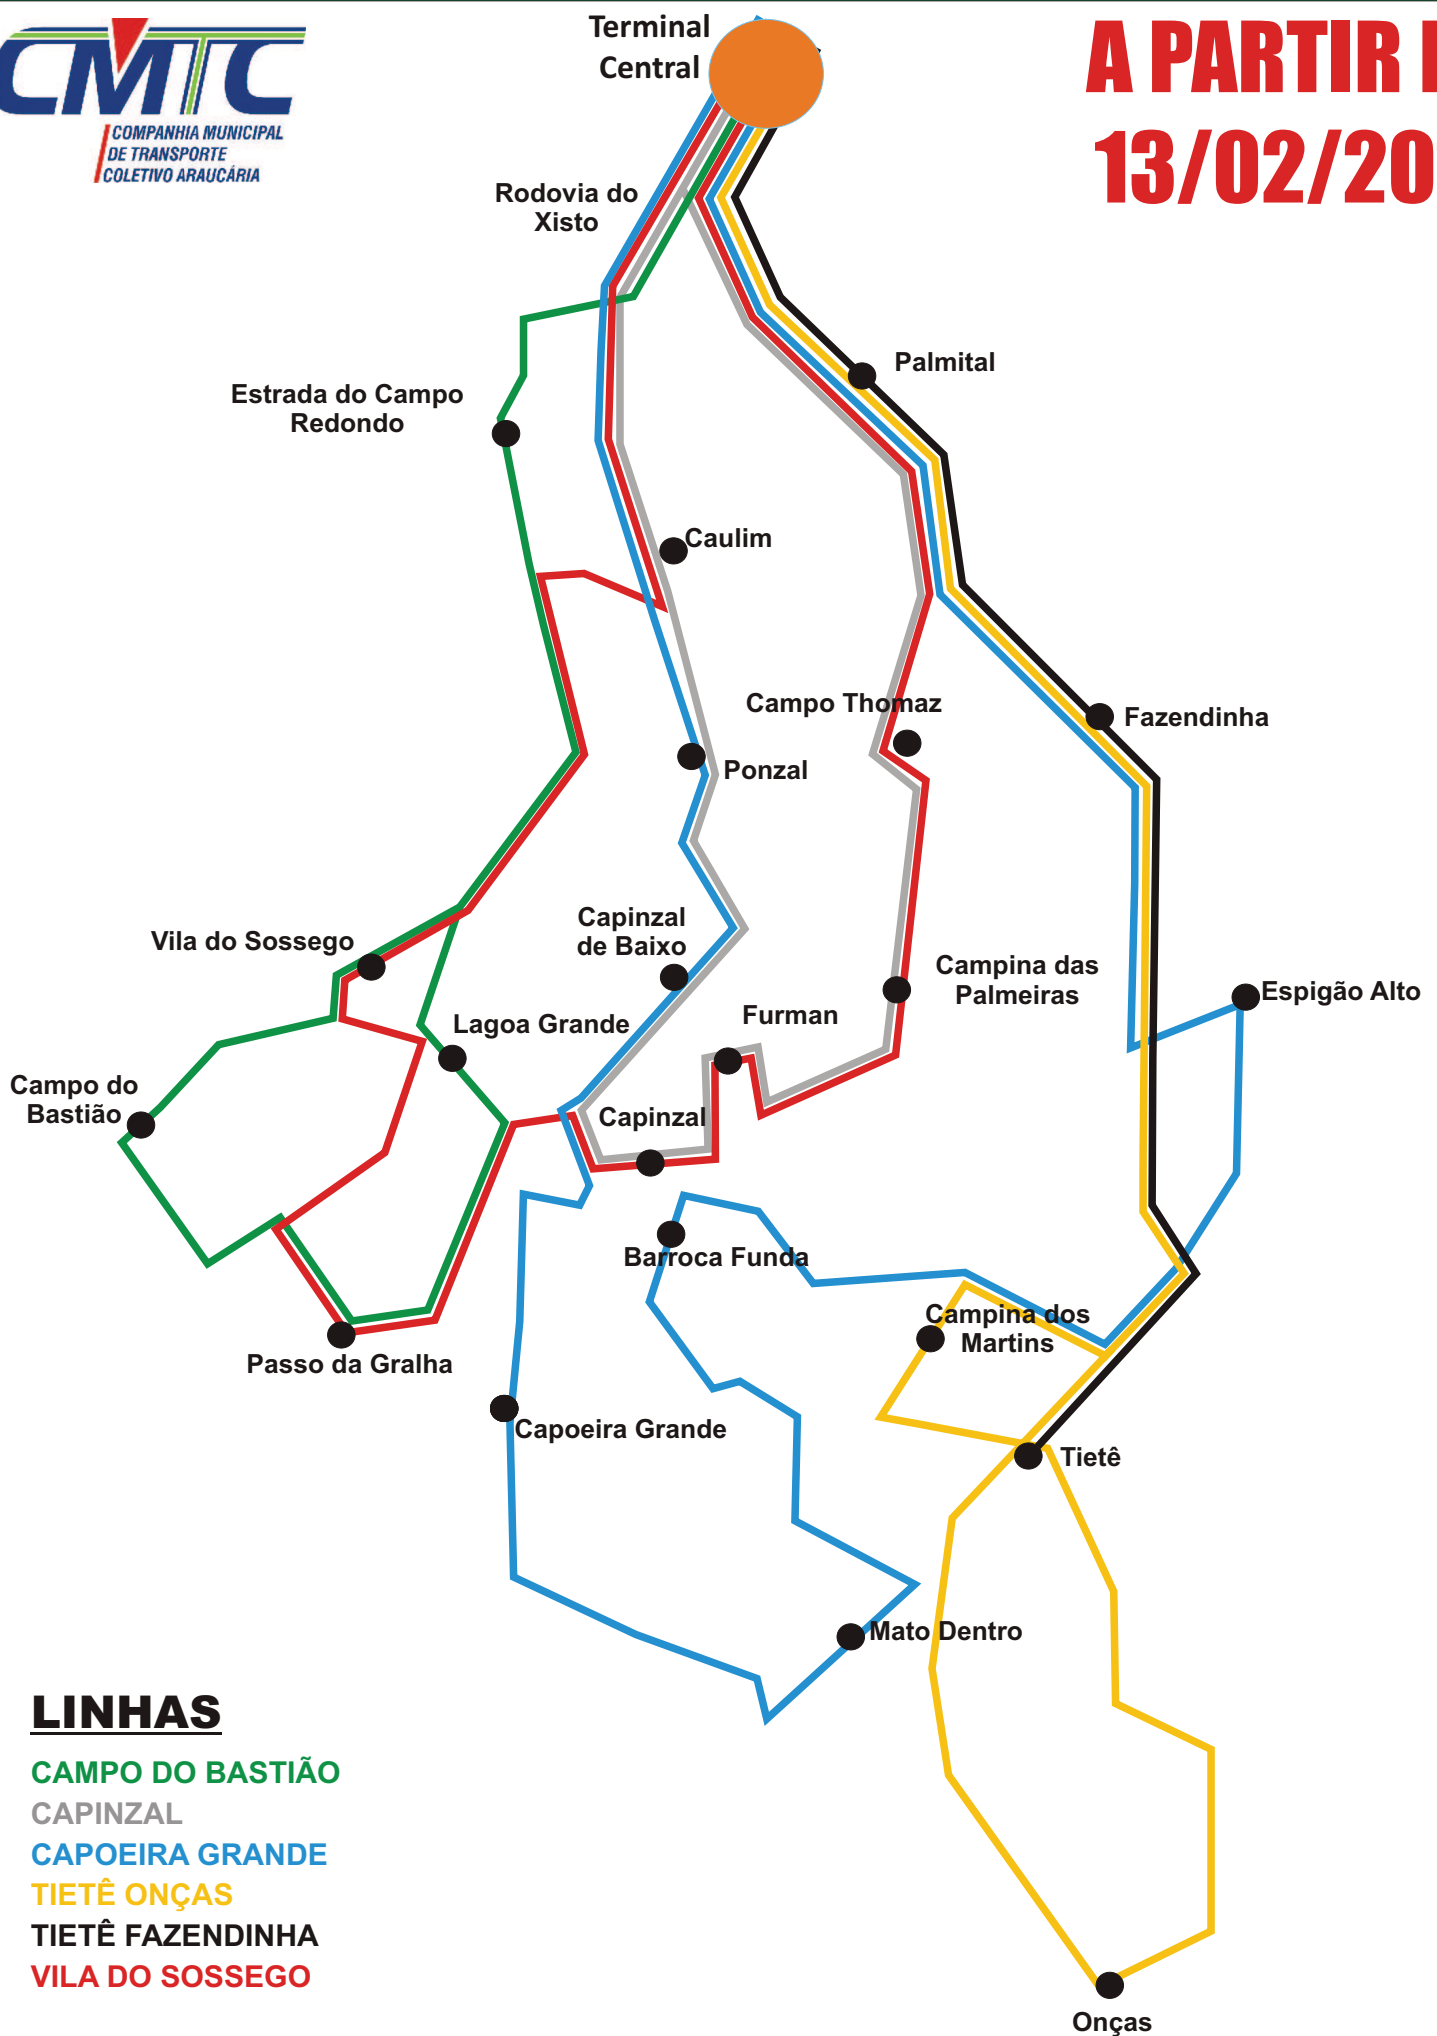 CMTC
COMPANHIA MUNICIPAL
DE TRANSPORTE
COLETIVO ARAUCÁRIA
Terminal
Central
A PARTIR
13/02/20
Rodovia do
Xisto
Palmital
Estrada do Campo
Redondo
Caulim
Campo Thomaz
Fazendinha
Ponzal
Capinzal
de Baixo
Vila do Sossego
Campina das
Palmeiras
Espigão Alto
Furman
Lagoa Grande
Campo do
Bastião
Capinzal
Barroca Funda
Campina dos
Martins
Passo da Gralha
Capoeira Grande
Tietê
Mato Dentro
LINHAS
CAMPO DO BASTIÃO
CAPINZAL
CAPOEIRA GRANDE
TIETÊ ONÇAS
TIETÊ FAZENDINHA
VILA DO SOSSEGO
Onças